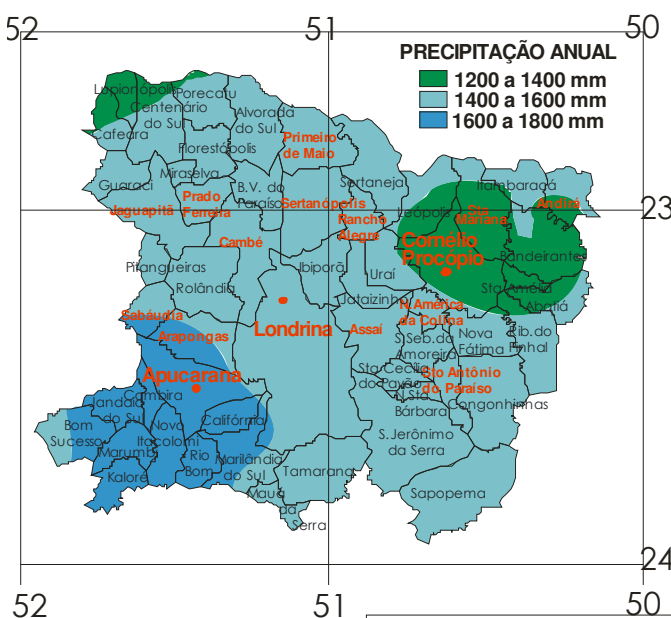 52
51
50
PRECIPITAÇÃO ANUAL
1200 a 1400 mm
1400 a 1600 mm
1600 a 1800 mm
Lupionópolis
Porecatu
Centenário
do Sul
Cafeara
Alvorada
do Sul
Primeiro
de Maio
Florestópolis
Miraselva
Guaraci
Prado
Ferreira
Jaguapitã
B.V. do
Paraíso
Sertanópolis
Sertaneja
Rancho
Alegre
Leópolis
Sta
Mariana
Itambaracá
Andirá
23
Cambé
Cornélio
Procópio
Bandeirantes
Pitangueiras
Rolândia
Ibiporã
Uraí
Sta Amélia
Abatiá
Jataizinho
N.América
da Colina
Sabáudia
Arapongas
Londrina
Assaí
S.Seb.da
Amoreira
Nova
Fátima
Rib.do
Pinhal
Apucarana
Sta Cecília
do Pavão
Sto Antônio
do Paraíso
N.Sta
Bárbara
Congonhinhas
Cambira
Jandaia
do Sul
Bom
Sucesso
Novo
Itacolomi
Califórnia
Marumbi
Kaloré
Rio
Bom
Marilândia
do Sul
Mauá
da
Serra
Tamarana
S.Jerônimo
da Serra
Sapopema
24
52
51
50